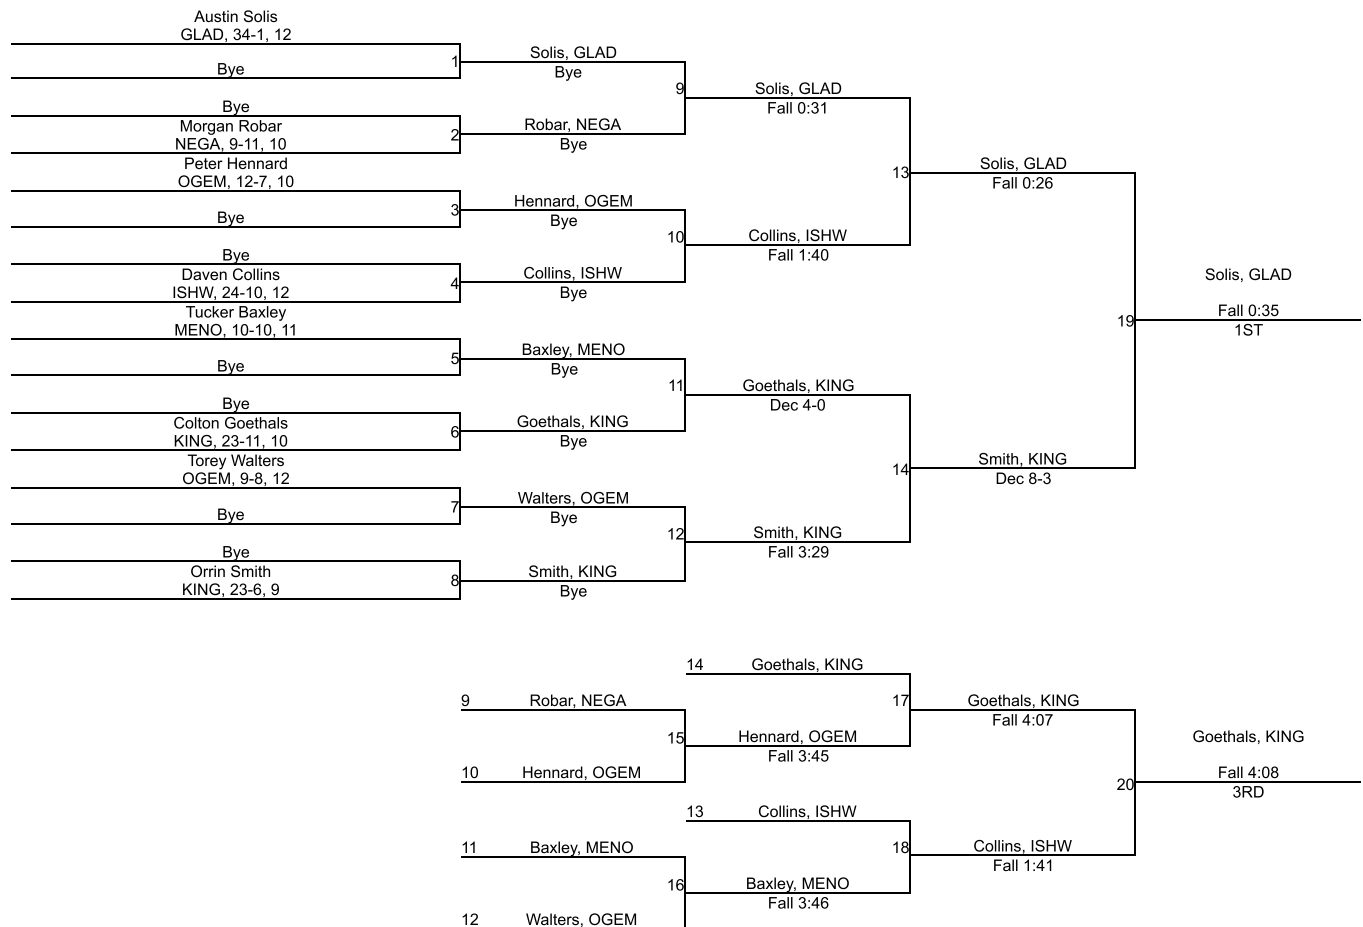 Austin Solis
GLAD, 34-1, 12
Bye
1
Solis, GLAD
Bye
Bye
Morgan Robar
NEGA, 9-11, 10
2
Robar, NEGA
Bye
9
Solis, GLAD
Fall 0:31
Peter Hennard
OGEM, 12-7, 10
Bye
3
Hennard, OGEM
Bye
Bye
Daven Collins
ISHW, 24-10, 12
4
Collins, ISHW
Bye
10
Collins, ISHW
Fall 1:40
13
Solis, GLAD
Fall 0:26
Tucker Baxley
MENO, 10-10, 11
Bye
5
Baxley, MENO
Bye
Bye
Colton Goethals
KING, 23-11, 10
6
Goethals, KING
Bye
11
Goethals, KING
Dec 4-0
Torey Walters
OGEM, 9-8, 12
Bye
7
Walters, OGEM
Bye
Bye
Orrin Smith
KING, 23-6, 9
8
Smith, KING
Bye
12
Smith, KING
Fall 3:29
14
Smith, KING
Dec 8-3
19
Solis, GLAD
Fall 0:35
1ST
14 Goethals, KING
9 Robar, NEGA
10 Hennard, OGEM
15
Hennard, OGEM
Fall 3:45
17
Goethals, KING
Fall 4:07
13 Collins, ISHW
11 Baxley, MENO
12 Walters, OGEM
16
Baxley, MENO
Fall 3:46
18
Collins, ISHW
Fall 1:41
20
Goethals, KING
Fall 4:08
3RD